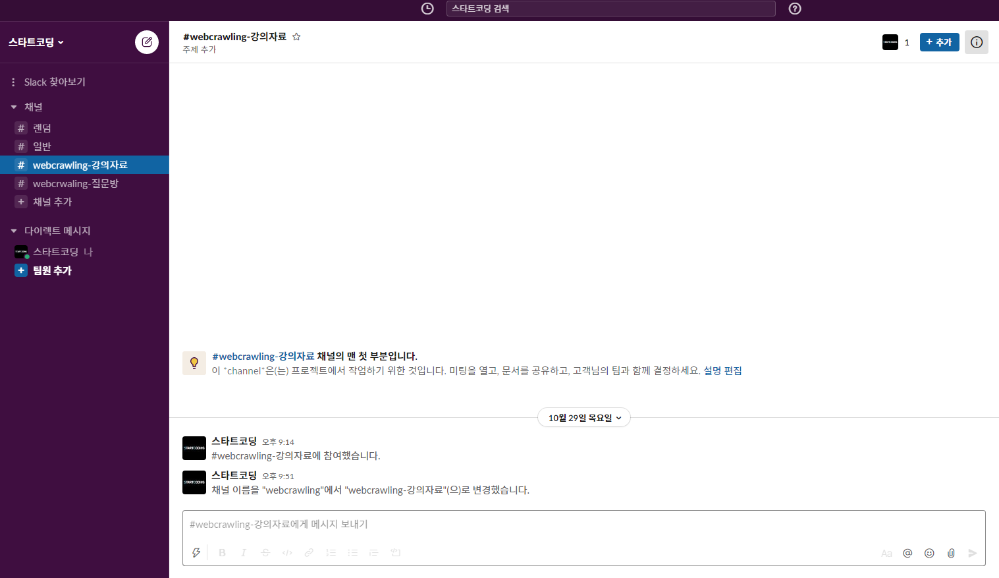 스타트코딩 검색
스타트코딩
#webcrawling-강의자료
주제 추가
1
+ 추가
Slack 찾아보기
채널
# 랜덤
# 일반
# webcrawling-강의자료
# webcrwaling-질문방
+ 채널 추가
다이렉트 메시지
스타트코딩 나
+ 팀원 추가
#webcrawling-강의자료 채널의 맨 첫 부분입니다.
이 *channel*은(는) 프로젝트에서 작업하기 위한 것입니다. 미팅을 열고, 문서를 공유하고, 고객님의 팀과 함께 결정하세요. 설명 편집
10월 29일 목요일
STARTCODING
스타트코딩 오후 9:14
#webcrawling-강의자료에 참여했습니다.
STARTCODING
스타트코딩 오후 9:51
채널 이름을 "webcrawling"에서 "webcrawling-강의자료"(으)로 변경했습니다.
#webcrawling-강의자료에게 메시지 보내기
B I S </> Aa @